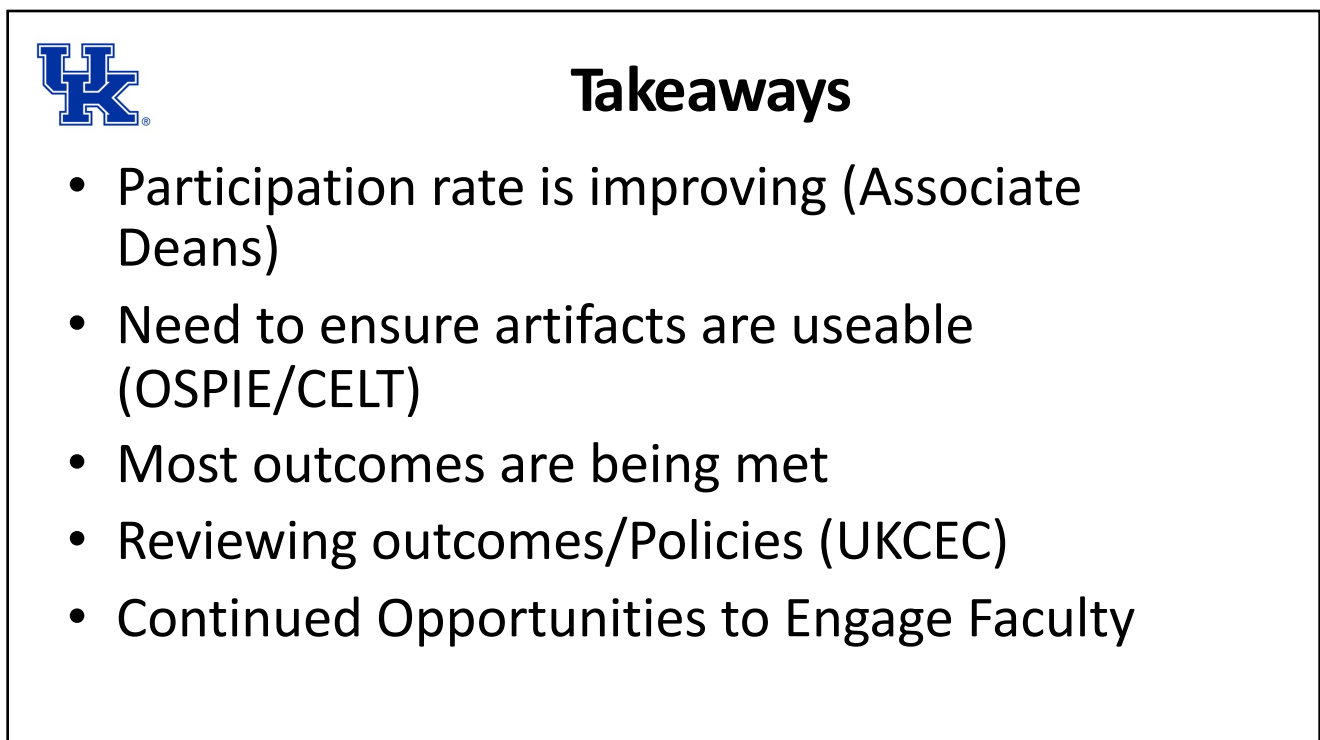 UK®
Takeaways
• Participation rate is improving (Associate
Deans)
• Need to ensure artifacts are useable
(OSPIE/CELT)
• Most outcomes are being met
• Reviewing outcomes/Policies (UKCEC)
• Continued Opportunities to Engage Faculty